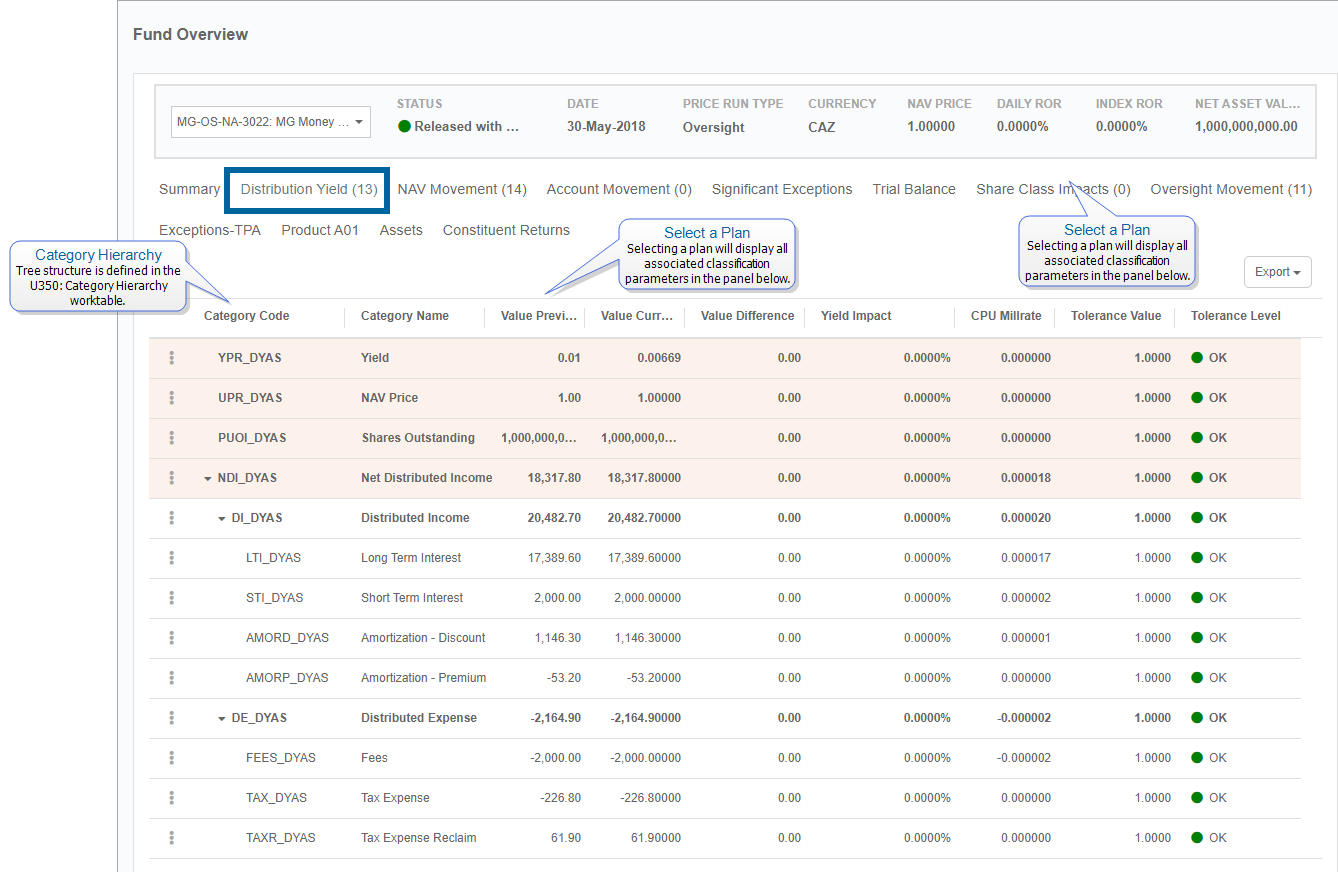 Fund Overview
STATUS DATE PRICE RUN TYPE CURRENCY NAV PRICE DAILY ROR INDEX ROR NET ASSET VAL...
MG-OS-NA-3022: MG Money ... Released with ... 30-May-2018 Oversight CAZ 1.00000 0.0000% 0.0000% 1,000,000,000.00
Summary Distribution Yield (13) NAV Movement (14) Account Movement (0) Significant Exceptions Trial Balance Share Class Impacts (0) Oversight Movement (11)
Exceptions-TPA Product A01 Assets Constituent Returns
Select a Plan
Selecting a plan will display all
associated classification
parameters in the panel below.
Select a Plan
Selecting a plan will display all
associated classification
parameters in the panel below.
Category Hierarchy
Tree structure is defined in the
U350: Category Hierarchy
worktable.
Export
Category Code Category Name Value Previ... Value Curr... Value Difference Yield Impact CPU Millrate Tolerance Value Tolerance Level
YPR_DYAS Yield 0.01 0.00669 0.00 0.0000% 0.000000 1.0000 OK
UPR_DYAS NAV Price 1.00 1.00000 0.00 0.0000% 0.000000 1.0000 OK
PUOI_DYAS Shares Outstanding 1,000,000,0... 1,000,000,0... 0.00 0.0000% 0.000000 1.0000 OK
NDI_DYAS Net Distributed Income 18,317.80 18,317.80000 0.00 0.0000% 0.000018 1.0000 OK
DI_DYAS Distributed Income 20,482.70 20,482.70000 0.00 0.0000% 0.000020 1.0000 OK
LTI_DYAS Long Term Interest 17,389.60 17,389.60000 0.00 0.0000% 0.000017 1.0000 OK
STI_DYAS Short Term Interest 2,000.00 2,000.00000 0.00 0.0000% 0.000002 1.0000 OK
AMORD_DYAS Amortization - Discount 1,146.30 1,146.30000 0.00 0.0000% 0.000001 1.0000 OK
AMORP_DYAS Amortization - Premium -53.20 -53.20000 0.00 0.0000% 0.000000 1.0000 OK
DE_DYAS Distributed Expense -2,164.90 -2,164.90000 0.00 0.0000% -0.000002 1.0000 OK
FEES_DYAS Fees -2,000.00 -2,000.00000 0.00 0.0000% -0.000002 1.0000 OK
TAX_DYAS Tax Expense -226.80 -226.80000 0.00 0.0000% 0.000000 1.0000 OK
TAXR_DYAS Tax Expense Reclaim 61.90 61.90000 0.00 0.0000% 0.000000 1.0000 OK